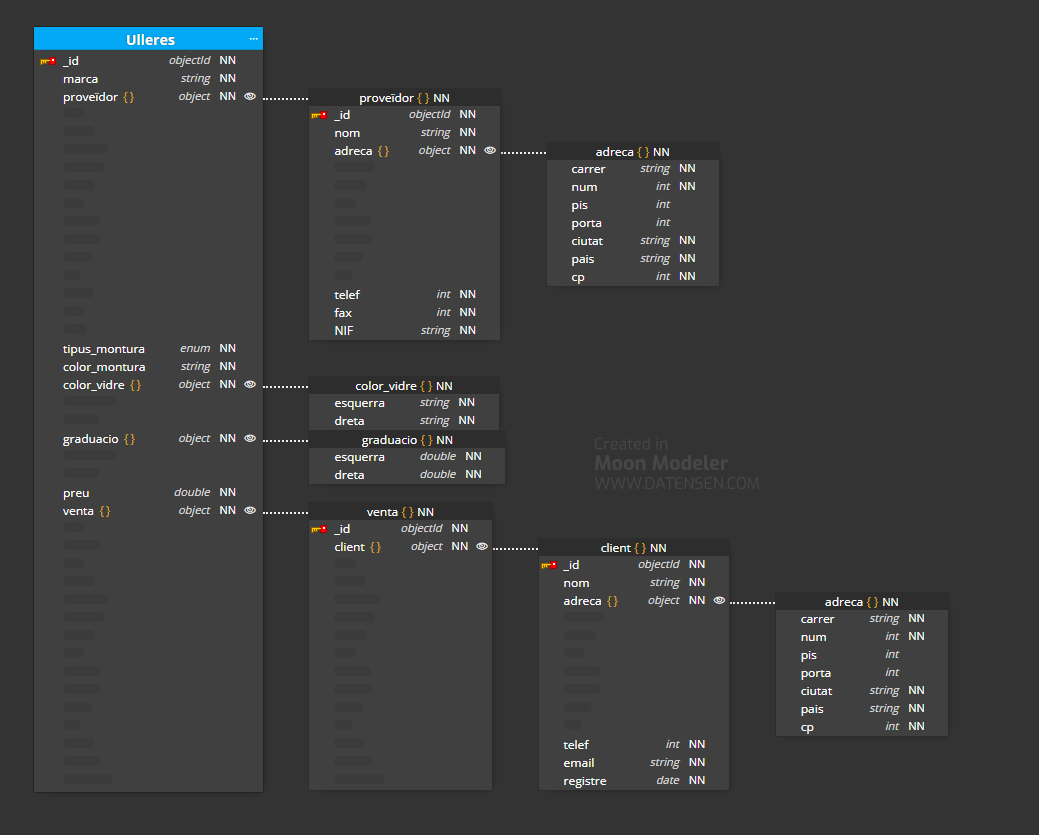 Ulleres ...
_id objectId NN
marca string NN
proveïdor {} object NN
proveïdor {} NN
_id objectId NN
nom string NN
adreca {} object NN
adreca {} NN
carrer string NN
num int NN
pis int
porta int
ciutat string NN
pais string NN
cp int NN
telef int NN
fax int NN
NIF string NN
tipus_montura enum NN
color_montura string NN
color_vidre {} object NN
color_vidre {} NN
esquerra string NN
dreta string NN
graduacio {} object NN
graduacio {} NN
esquerra double NN
dreta double NN
Created in
Moon Modeler
WWW.DATENSEN.COM
preu double NN
venta {} object NN
venta {} NN
_id objectId NN
client {} object NN
client {} NN
_id objectId NN
nom string NN
adreca {} object NN
adreca {} NN
carrer string NN
num int NN
pis int
porta int
ciutat string NN
pais string NN
cp int NN
telef int NN
email string NN
registre date NN